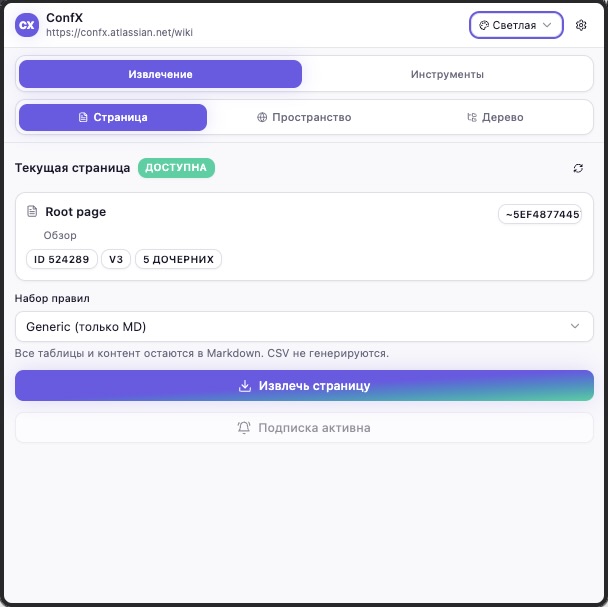 CX
ConfX
https://confx.atlassian.net/wiki
Светлая
Извлечение
Инструменты
Страница
Пространство
Дерево
Текущая страница
ДОСТУПНА
Root page
~5EF4877445
Обзор
ID 524289
V3
5 ДОЧЕРНИХ
Набор правил
Generic (только MD)
Все таблицы и контент остаются в Markdown. CSV не генерируются.
Извлечь страницу
Подписка активна